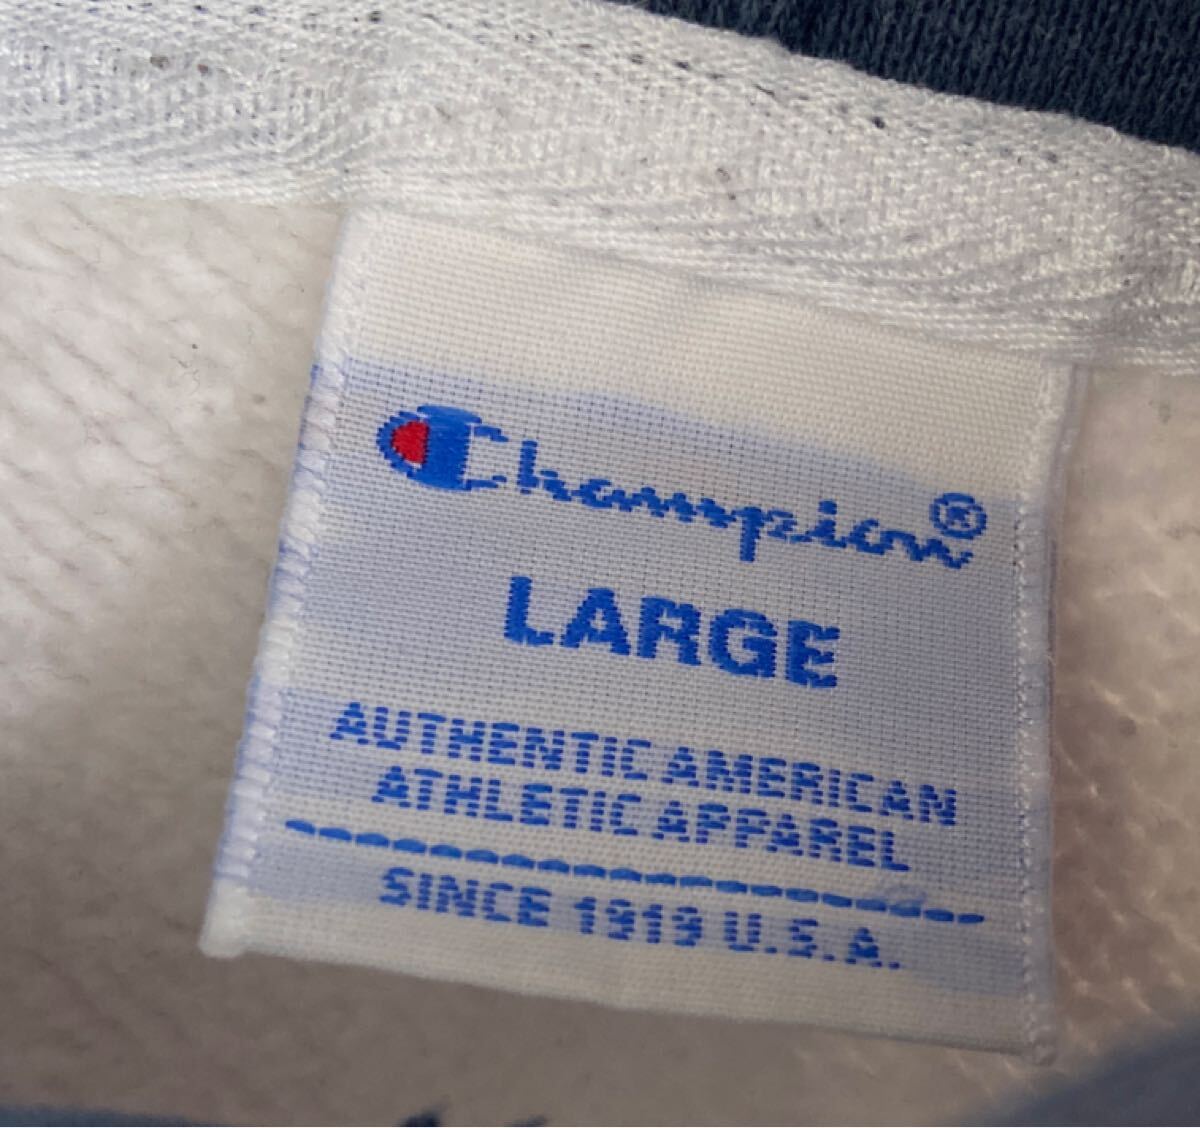 Champion®
LARGE
AUTHENTIC AMERICAN
ATHLETIC APPAREL
SINCE 1919 U.S.A.